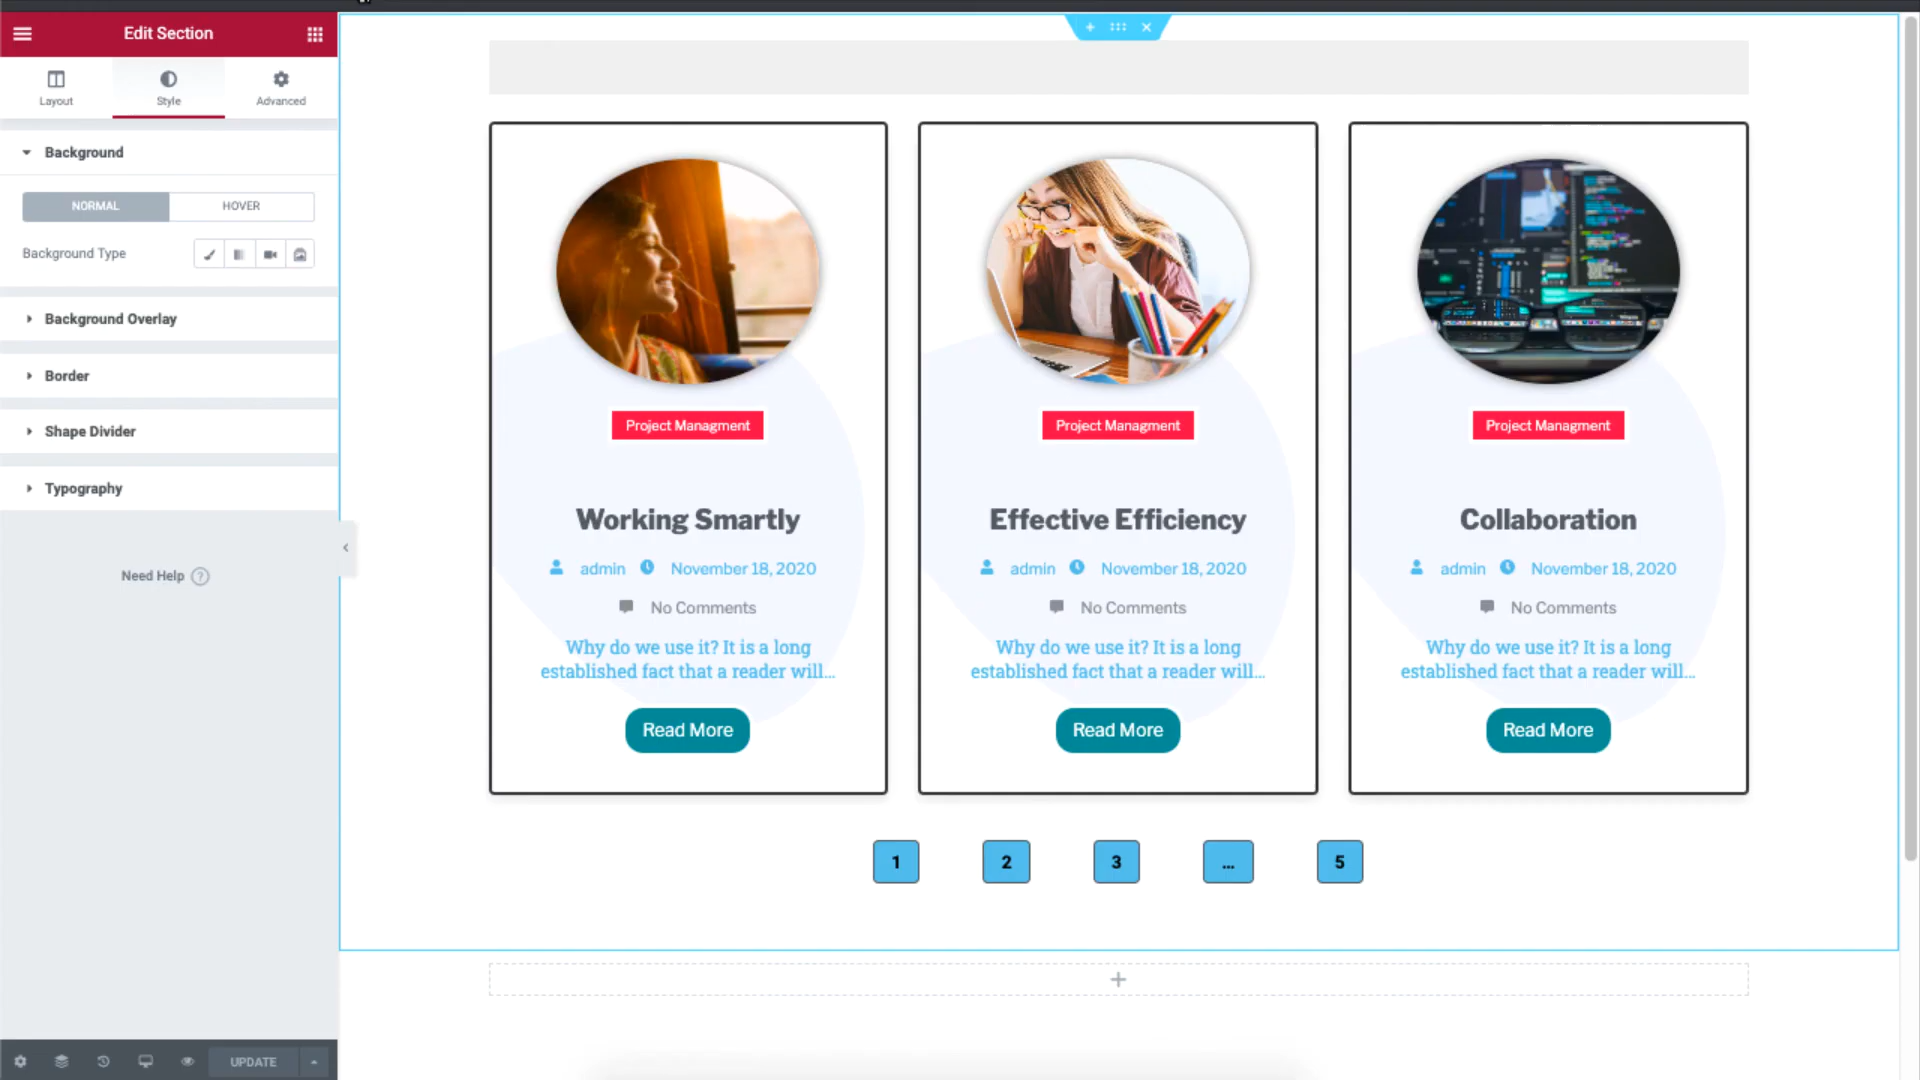 Edit Section
Layout
Style
Advanced
Background
NORMAL
HOVER
Background Type
Background Overlay
Border
Shape Divider
Typography
Need Help ?
UPDATE
Project Managment
Working Smartly
admin November 18, 2020
No Comments
Why do we use it? It is a long
established fact that a reader will...
Read More
Project Managment
Effective Efficiency
admin November 18, 2020
No Comments
Why do we use it? It is a long
established fact that a reader will...
Read More
Project Managment
Collaboration
admin November 18, 2020
No Comments
Why do we use it? It is a long
established fact that a reader will...
Read More
1 2 3 ... 5